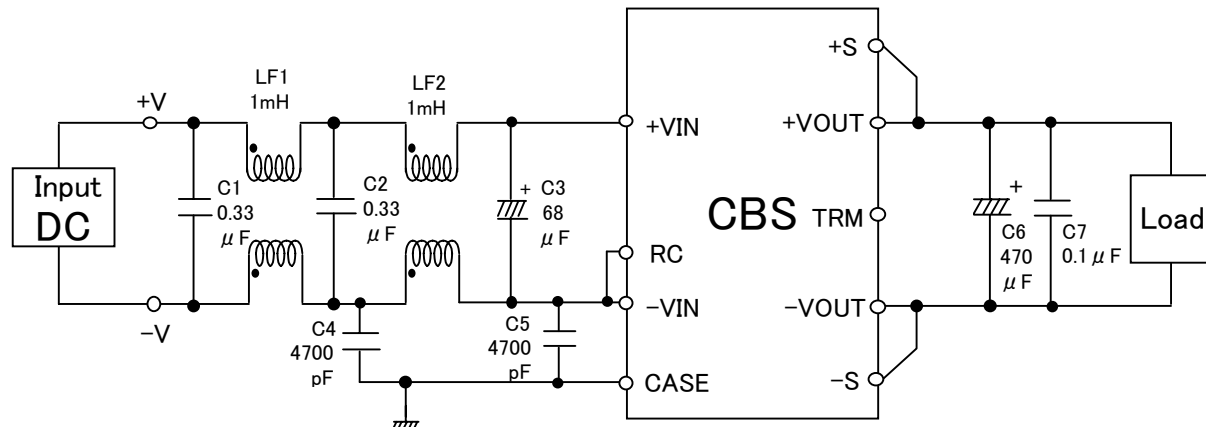 LF1
1mH
LF2
1mH
+V
Input
DC
−V
C1
0.33
μF
C2
0.33
μF
+
C3
68
μF
C4
4700
pF
C5
4700
pF
+VIN
RC
−VIN
CASE
CBS
+S
+VOUT
TRM
−VOUT
−S
+
C6
470
μF
C7
0.1μF
Load